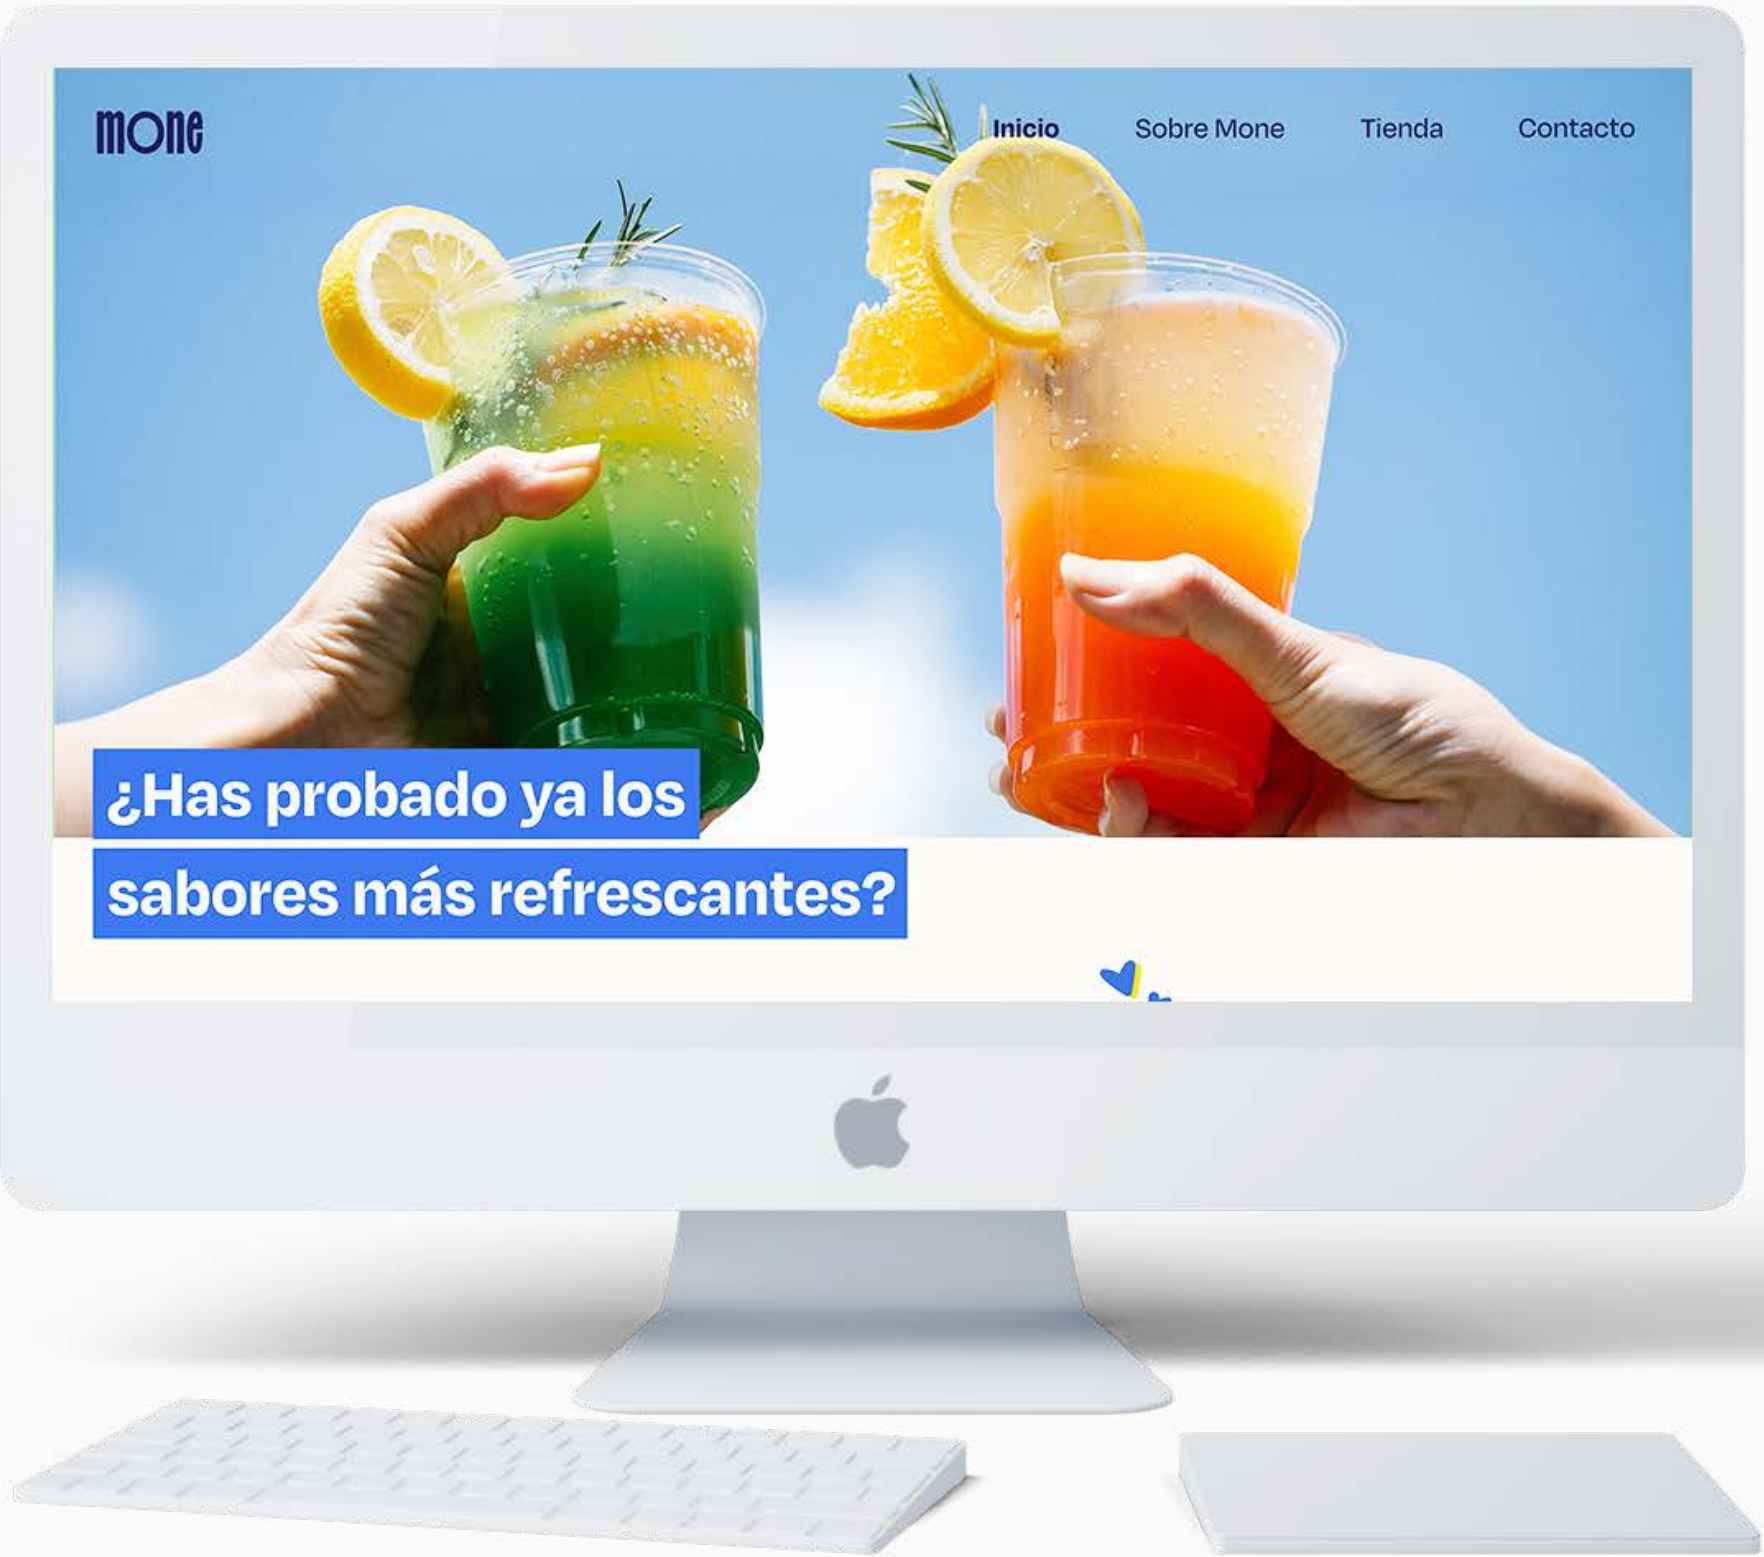 mone
Inicio Sobre Mone Tienda Contacto
¿Has probado ya los
sabores más refrescantes?